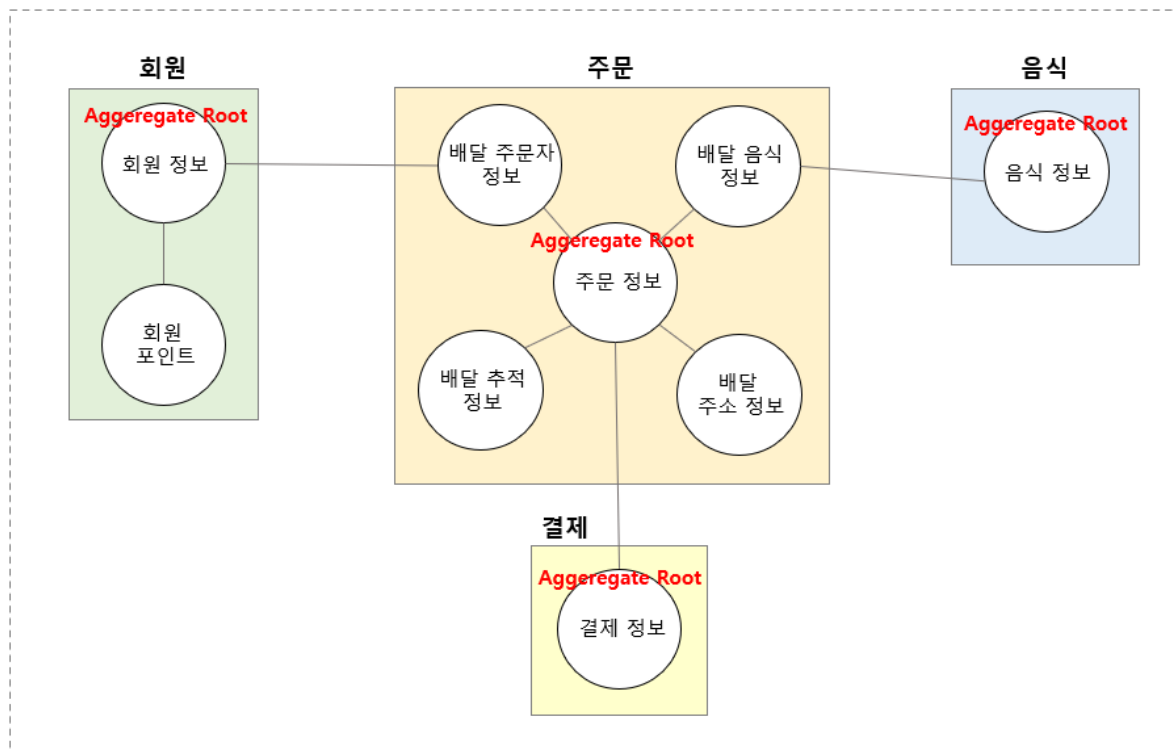 회원
주문
음식
Aggeregate Root
회원 정보
회원
포인트
배달 주문자
정보
배달 음식
정보
Aggeregate Root
주문 정보
배달 추적
정보
배달
주소 정보
Aggeregate Root
음식 정보
결제
Aggeregate Root
결제 정보